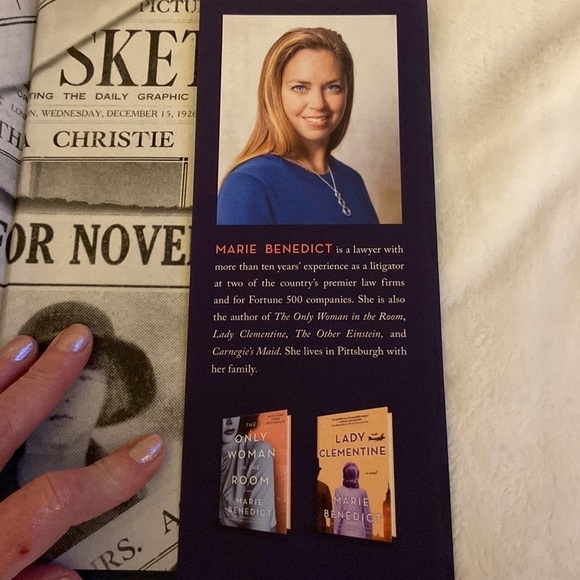 PICTU
SKET
TING THE DAILY GRAPHIC
LONDON, WEDNESDAY, DECEMBER 15, 1926
THA CHRISTIE
FOR NOVE
MRS. A
MARIE BENEDICT is a lawyer with
more than ten years' experience as a litigator
at two of the country's premier law firms
and for Fortune 500 companies. She is also
the author of The Only Woman in the Room,
Lady Clementine, The Other Einstein, and
Carnegie's Maid. She lives in Pittsburgh with
her family.
THE
ONLY
WOMAN
IN THE
ROOM
MARIE
BENEDICT
LADY
CLEMENTINE
MARIE
BENEDICT